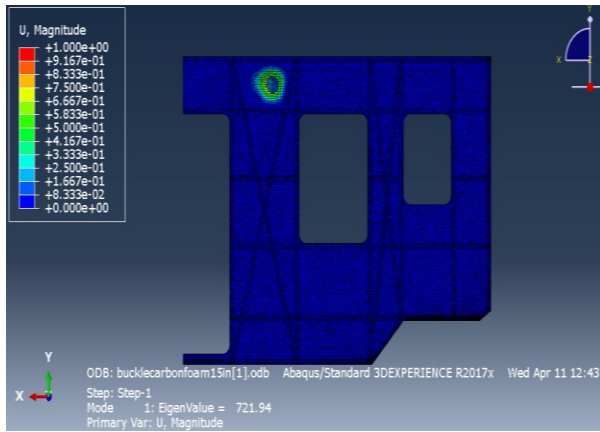 U, Magnitude
+1.000e+00
+9.167e-01
+8.333e-01
+7.500e-01
+6.667e-01
+5.833e-01
+5.000e-01
+4.167e-01
+3.333e-01
+2.500e-01
+1.667e-01
+8.333e-02
+0.000e+00
Y
X
Z
Y
X
ODB: bucklecarbonfoam15in[1].odb Abaqus/Standard 3DEXPERIENCE R2017x Wed Apr 11 12:43
Step: Step-1
Mode 1: EigenValue = 721.94
Primary Var: U, Magnitude